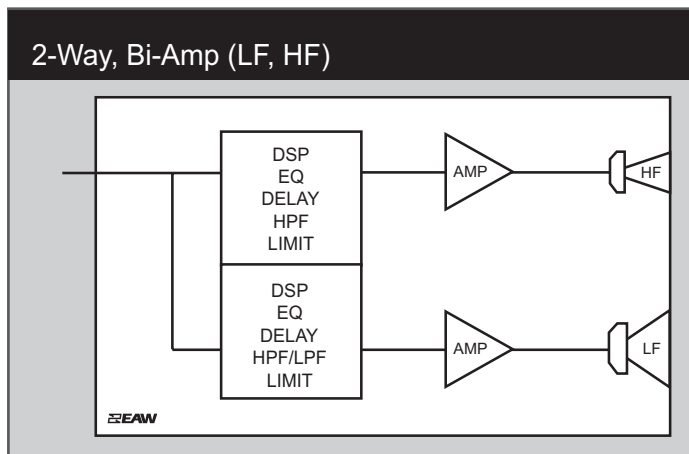 2-Way, Bi-Amp (LF, HF)
DSP
EQ
DELAY
HPF
LIMIT
AMP
HF
DSP
EQ
DELAY
HPF/LPF
LIMIT
AMP
LF
EAW